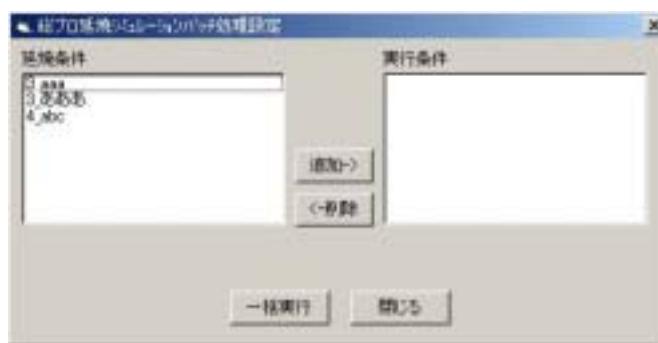 総プロ延焼シミュレーションバッチ処理設定
延焼条件
実行条件
3_あああ
4_abc
追加->
<-削除
一括実行
閉じる